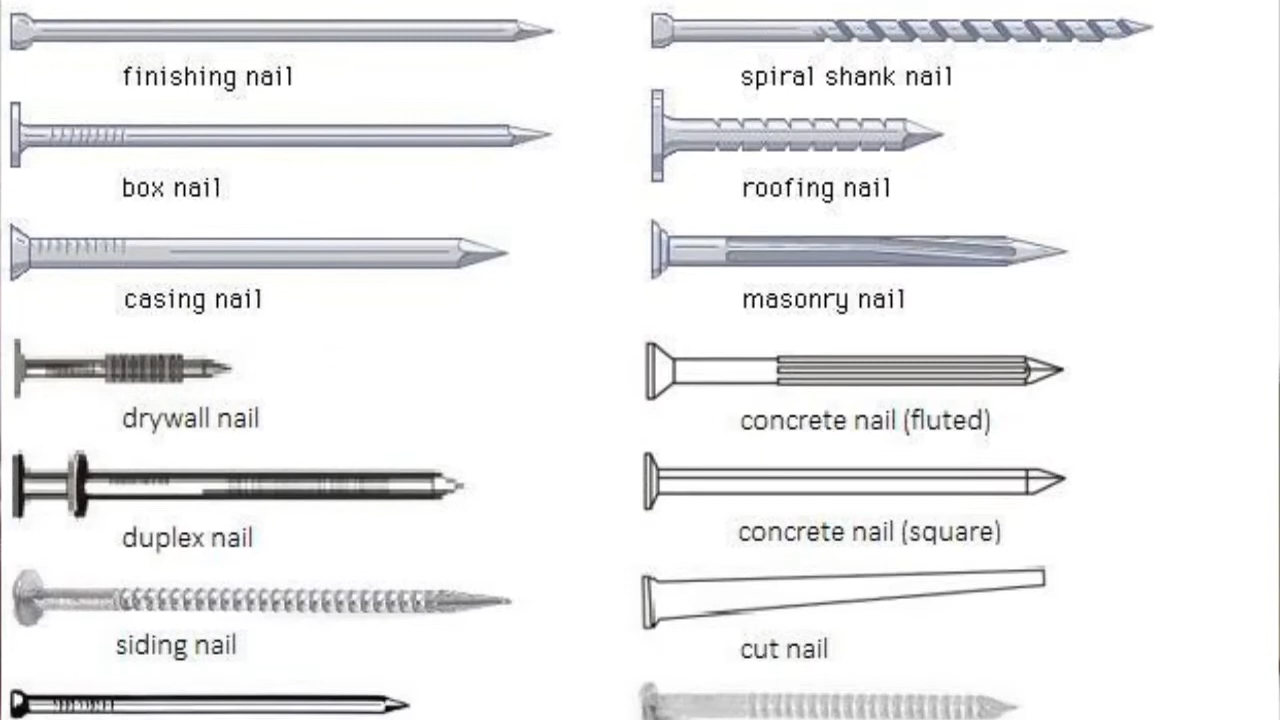 finishing nail
spiral shank nail
box nail
roofing nail
casing nail
masonry nail
drywall nail
concrete nail (fluted)
duplex nail
concrete nail (square)
siding nail
cut nail